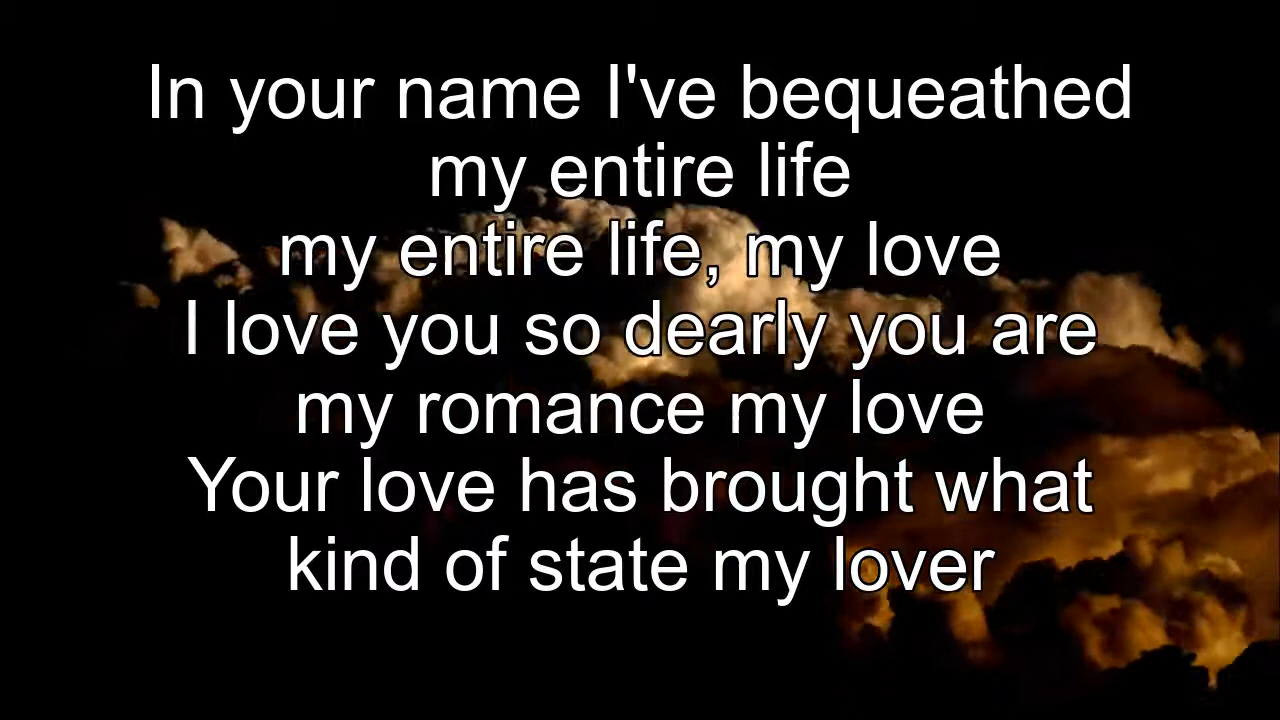 In your name I've bequeathed
my entire life
my entire life, my love
I love you so dearly you are
my romance my love
Your love has brought what
kind of state my lover